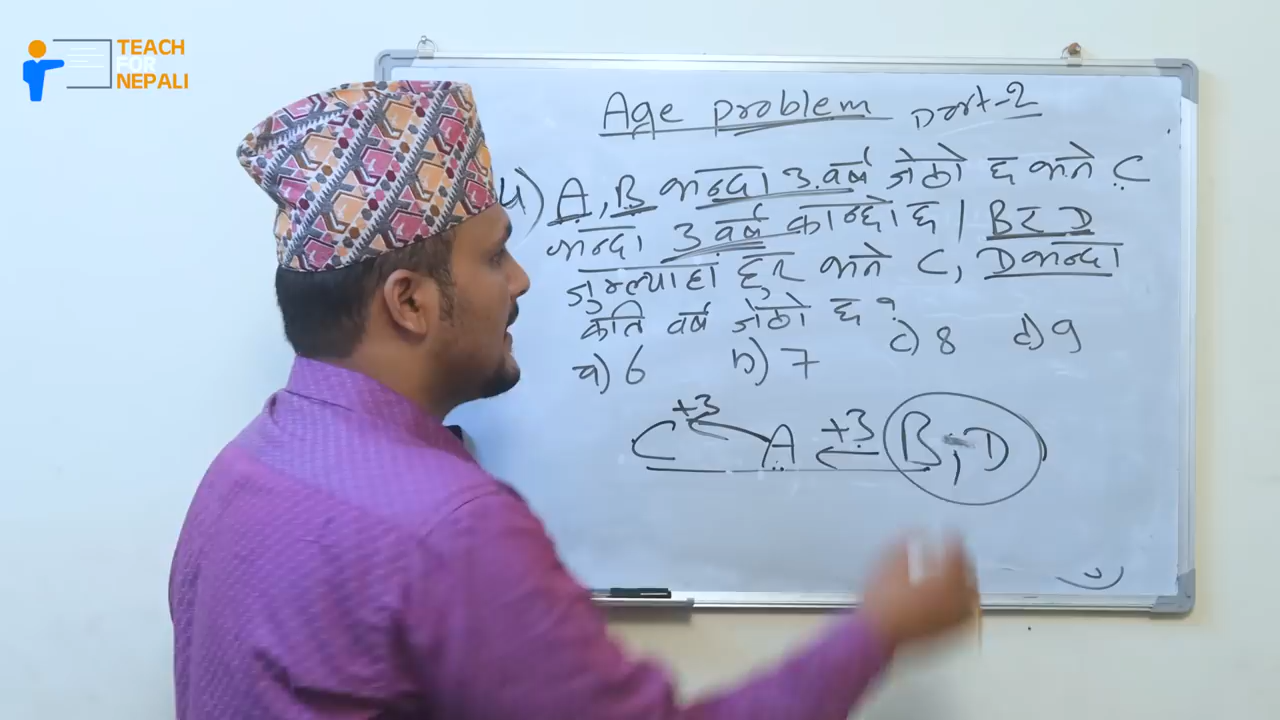 TEACH
FOR
NEPALI
Age problem part-2
५) A, B भन्दा 3 वर्ष जेठो छ भने C
भन्दा 3 वर्ष कान्छो छ | B र D
जुम्ल्याहा हुन् भने C, D भन्दा
कति वर्ष जेठो छ ?
a) 6 b) 7 c) 8 d) 9
C +3 A +3 B, D